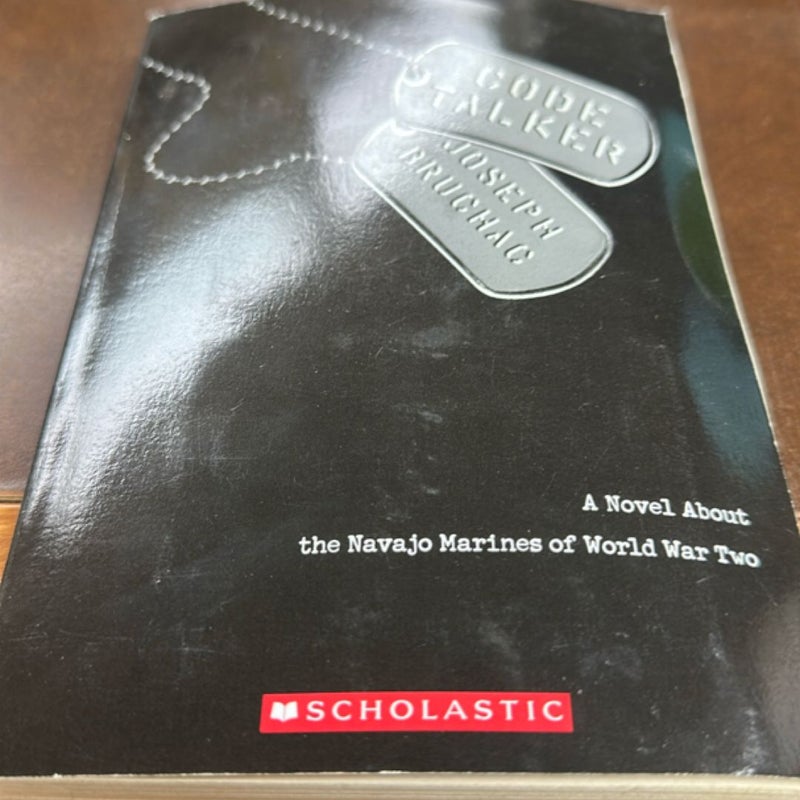 CODE
TALKER
JOSEPH
BRUCHAC
A Novel About
the Navajo Marines of World War Two
SCHOLASTIC